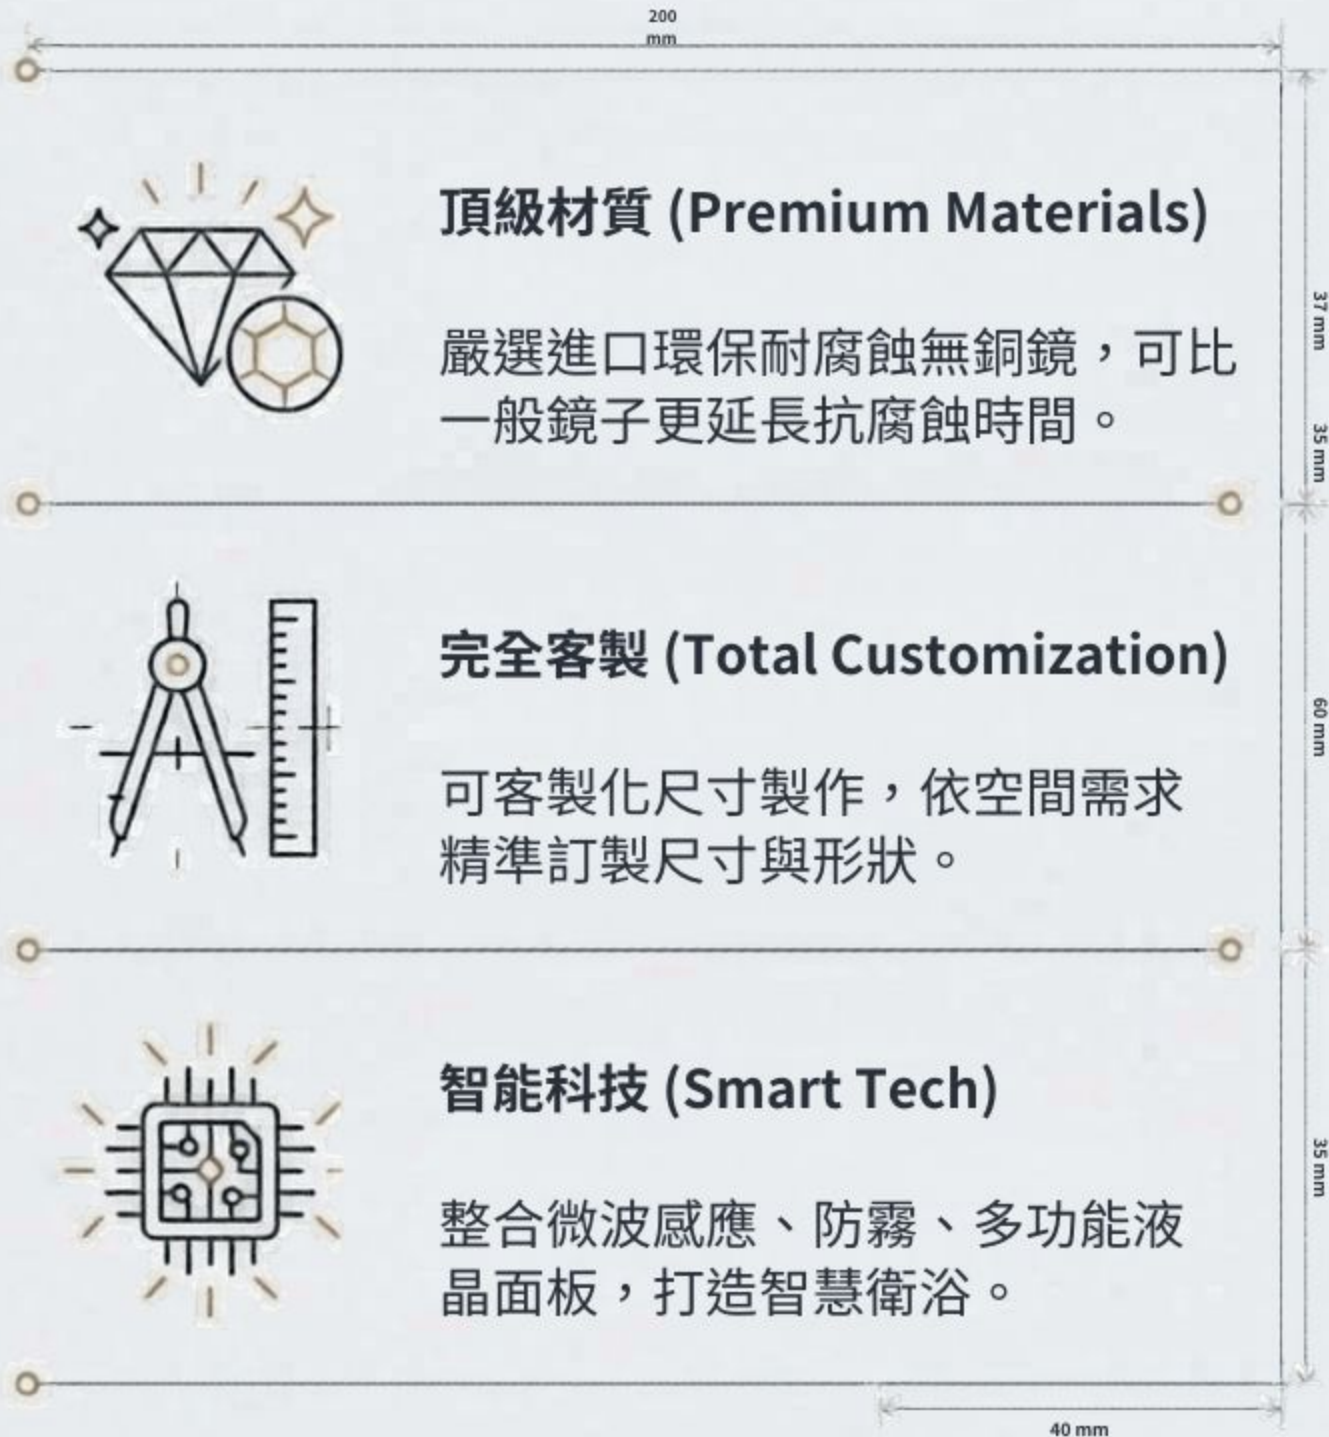 200
mm
頂級材質 (Premium Materials)
嚴選進口環保耐腐蝕無銅鏡，可比
一般鏡子更延長抗腐蝕時間。
37 mm
35 mm
完全客製 (Total Customization)
可客製化尺寸製作，依空間需求
精準訂製尺寸與形狀。
60 mm
智能科技 (Smart Tech)
整合微波感應、防霧、多功能液
晶面板，打造智慧衛浴。
35 mm
40 mm